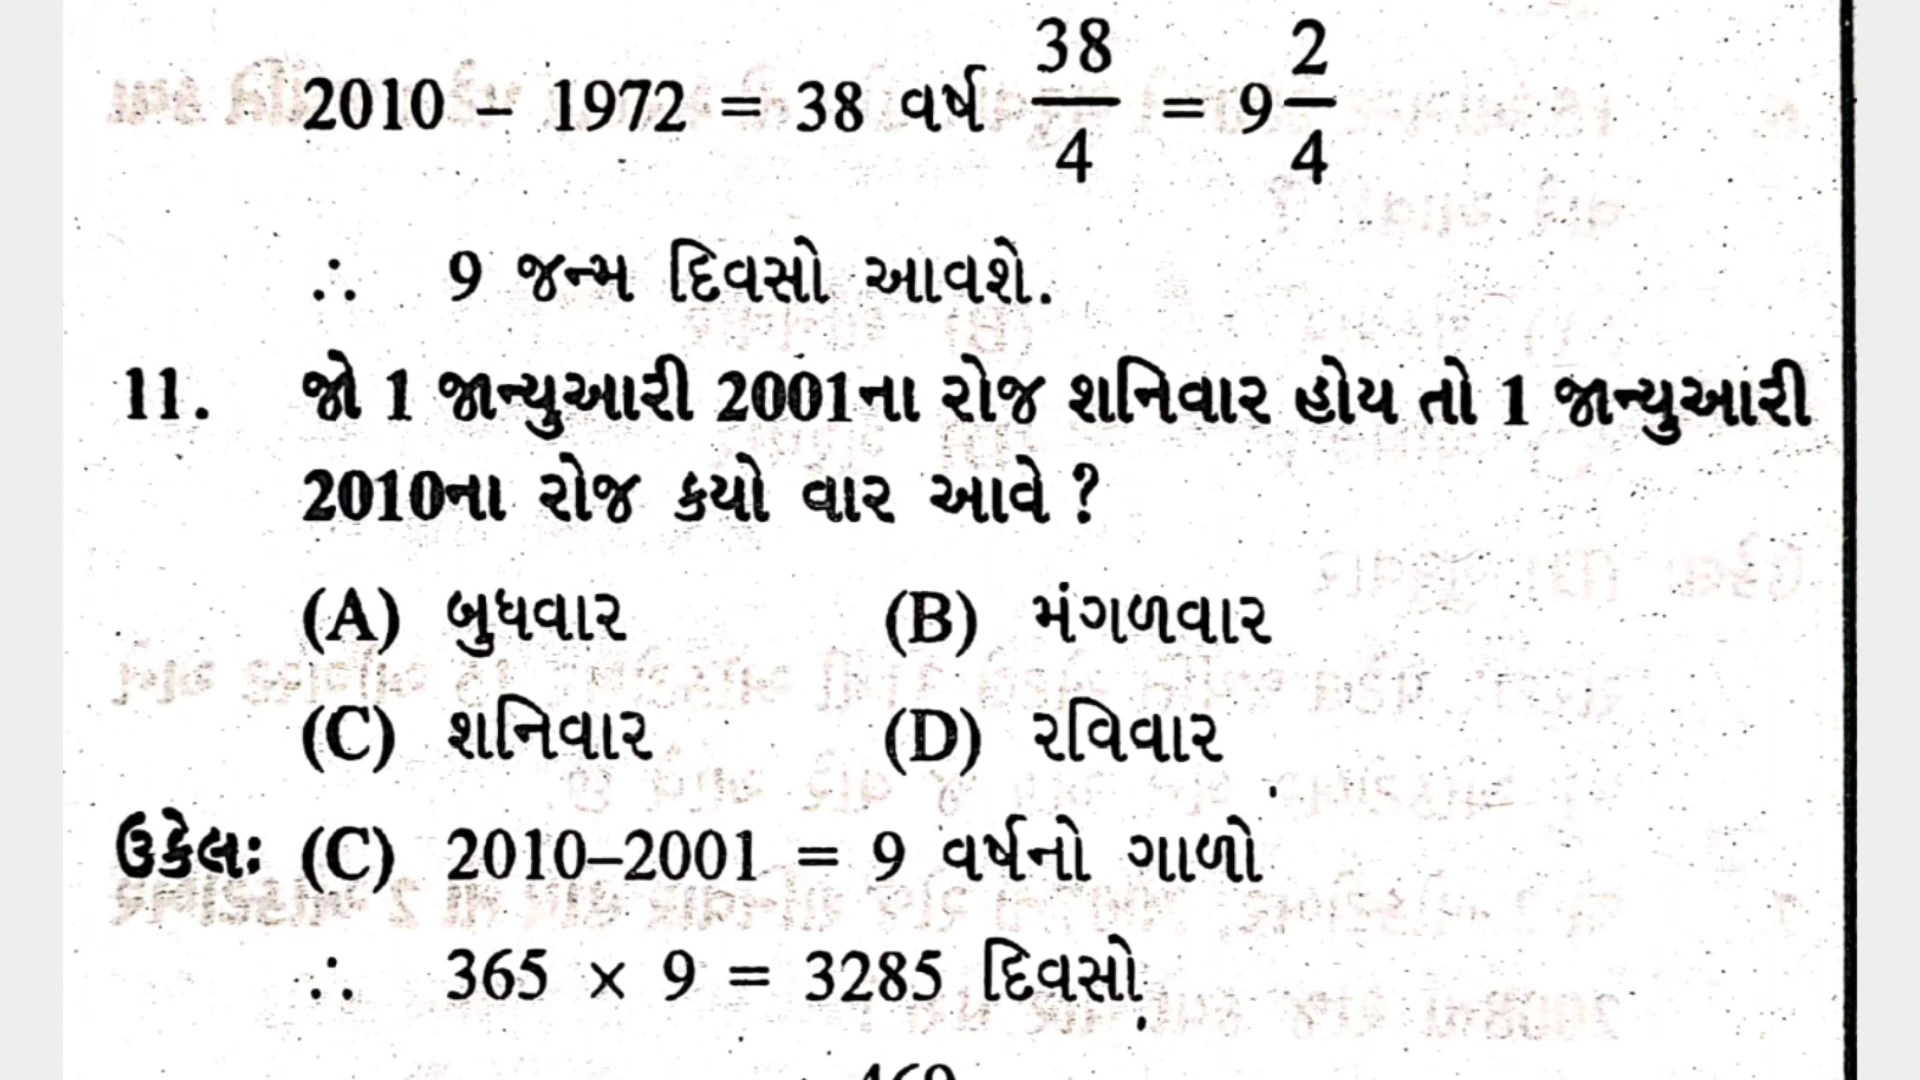 2010 – 1972 = 38 વર્ષ 38/4 = 9 2/4
∴ 9 જન્મ દિવસો આવશે.
11. જો 1 જાન્યુઆરી 2001ના રોજ શનિવાર હોય તો 1 જાન્યુઆરી
2010ના રોજ કયો વાર આવે ?
(A) બુધવાર (B) મંગળવાર
(C) શનિવાર (D) રવિવાર
ઉકેલઃ (C) 2010–2001 = 9 વર્ષનો ગાળો
∴ 365 × 9 = 3285 દિવસો